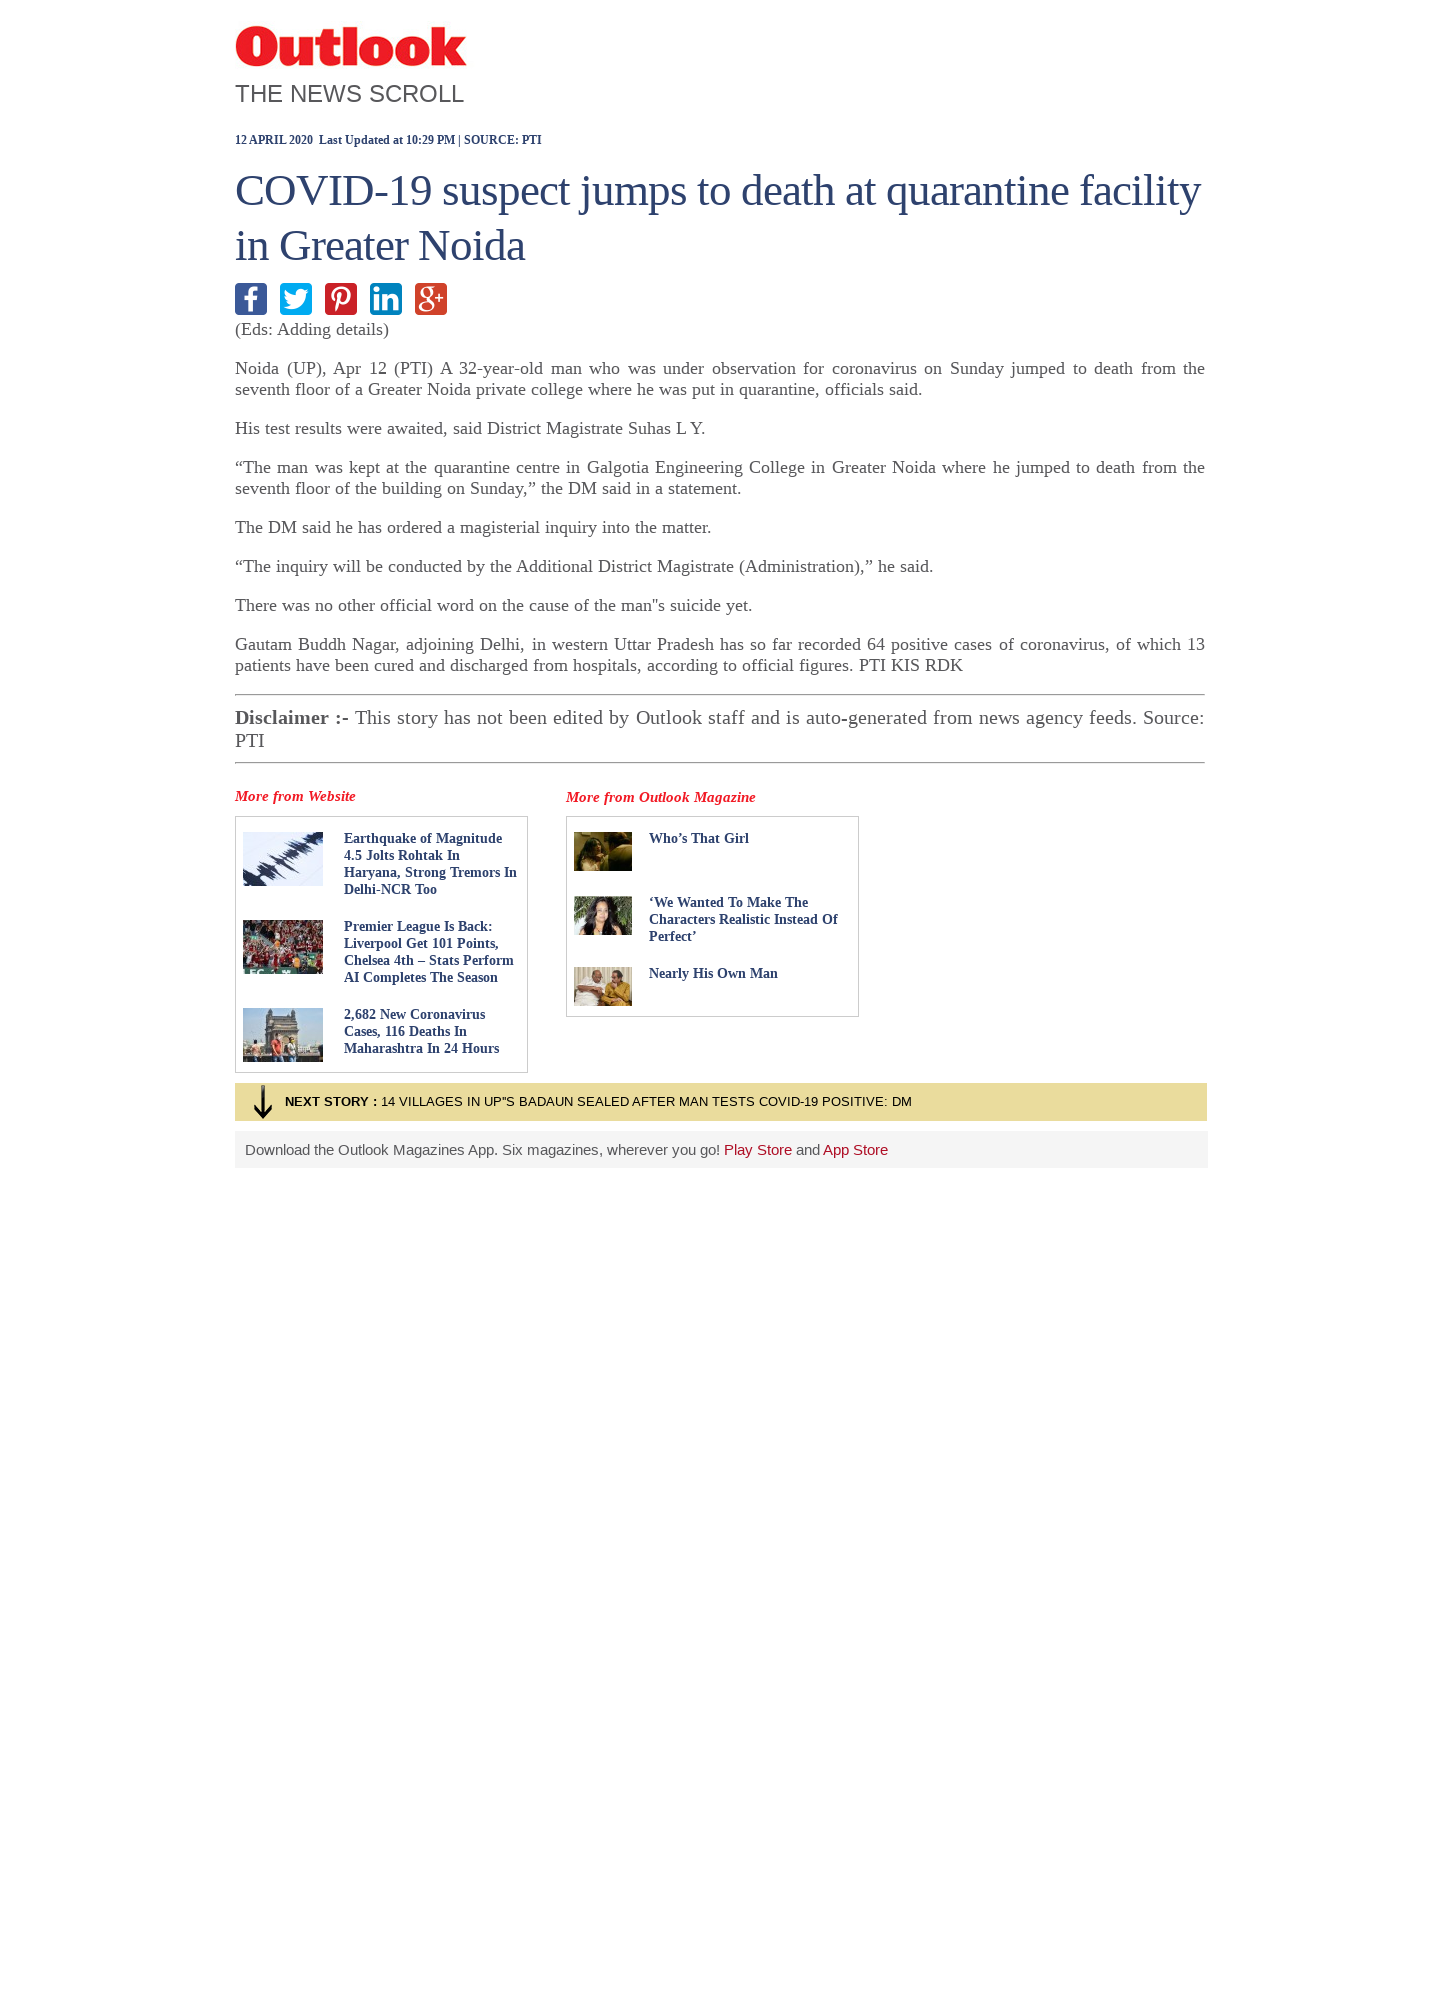 Outlook
THE NEWS SCROLL
12 APRIL 2020  Last Updated at 10:29 PM | SOURCE: PTI
COVID-19 suspect jumps to death at quarantine facility
in Greater Noida
(Eds: Adding details)
Noida (UP), Apr 12 (PTI) A 32-year-old man who was under observation for coronavirus on Sunday jumped to death from the
seventh floor of a Greater Noida private college where he was put in quarantine, officials said.
His test results were awaited, said District Magistrate Suhas L Y.
“The man was kept at the quarantine centre in Galgotia Engineering College in Greater Noida where he jumped to death from the
seventh floor of the building on Sunday,” the DM said in a statement.
The DM said he has ordered a magisterial inquiry into the matter.
“The inquiry will be conducted by the Additional District Magistrate (Administration),” he said.
There was no other official word on the cause of the man''s suicide yet.
Gautam Buddh Nagar, adjoining Delhi, in western Uttar Pradesh has so far recorded 64 positive cases of coronavirus, of which 13
patients have been cured and discharged from hospitals, according to official figures. PTI KIS RDK
Disclaimer :- This story has not been edited by Outlook staff and is auto-generated from news agency feeds. Source:
PTI
More from Website
Earthquake of Magnitude
4.5 Jolts Rohtak In
Haryana, Strong Tremors In
Delhi-NCR Too
Premier League Is Back:
Liverpool Get 101 Points,
Chelsea 4th – Stats Perform
AI Completes The Season
2,682 New Coronavirus
Cases, 116 Deaths In
Maharashtra In 24 Hours
More from Outlook Magazine
Who’s That Girl
‘We Wanted To Make The
Characters Realistic Instead Of
Perfect’
Nearly His Own Man
NEXT STORY : 14 VILLAGES IN UP''S BADAUN SEALED AFTER MAN TESTS COVID-19 POSITIVE: DM
Download the Outlook Magazines App. Six magazines, wherever you go! Play Store and App Store